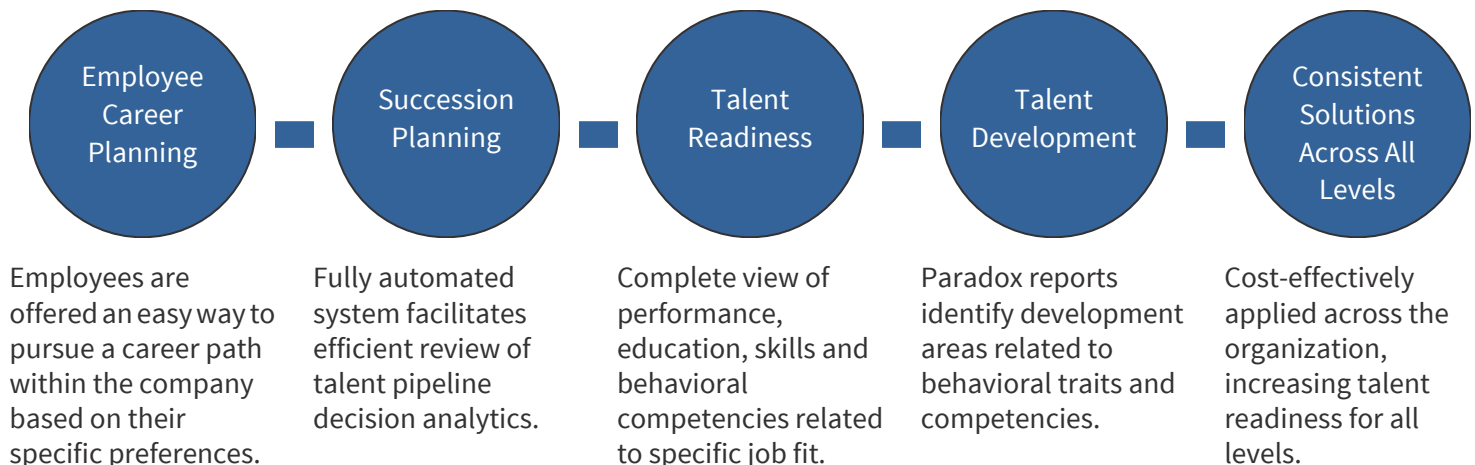 Employee
Career
Planning
Succession
Planning
Talent
Readiness
Talent
Development
Consistent
Solutions
Across All
Levels
Employees are
offered an easy way to
pursue a career path
within the company
based on their
specific preferences.
Fully automated
system facilitates
efficient review of
talent pipeline
decision analytics.
Complete view of
performance,
education, skills and
behavioral
competencies related
to specific job fit.
Paradox reports
identify development
areas related to
behavioral traits and
competencies.
Cost-effectively
applied across the
organization,
increasing talent
readiness for all
levels.